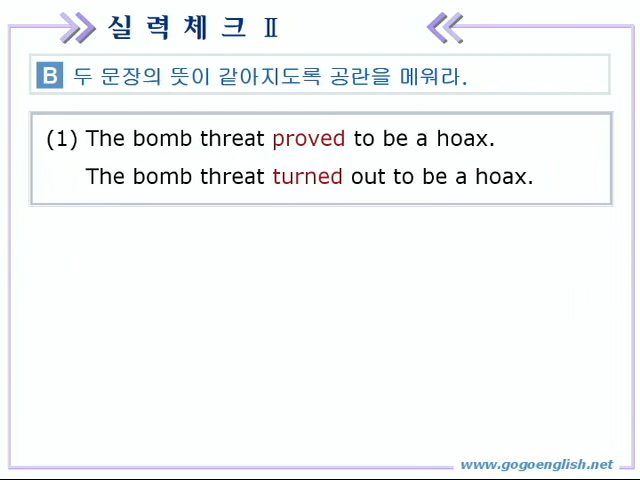 실 력 체 크 Ⅱ
B 두 문장의 뜻이 같아지도록 공란을 메워라.
(1) The bomb threat proved to be a hoax.
The bomb threat turned out to be a hoax.
www.gogoenglish.net